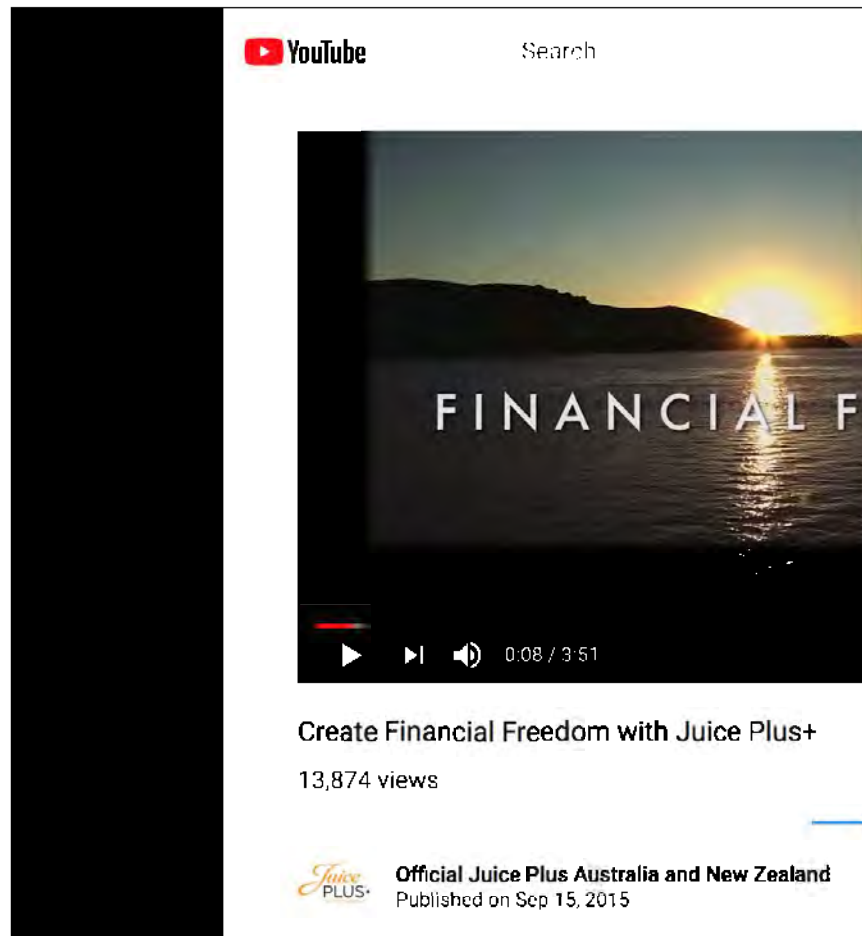 YouTube
Search
FINANCIAL F
0:08 / 3:51
Create Financial Freedom with Juice Plus+
13,874 views
Juice
PLUS+
Official Juice Plus Australia and New Zealand
Published on Sep 15, 2015